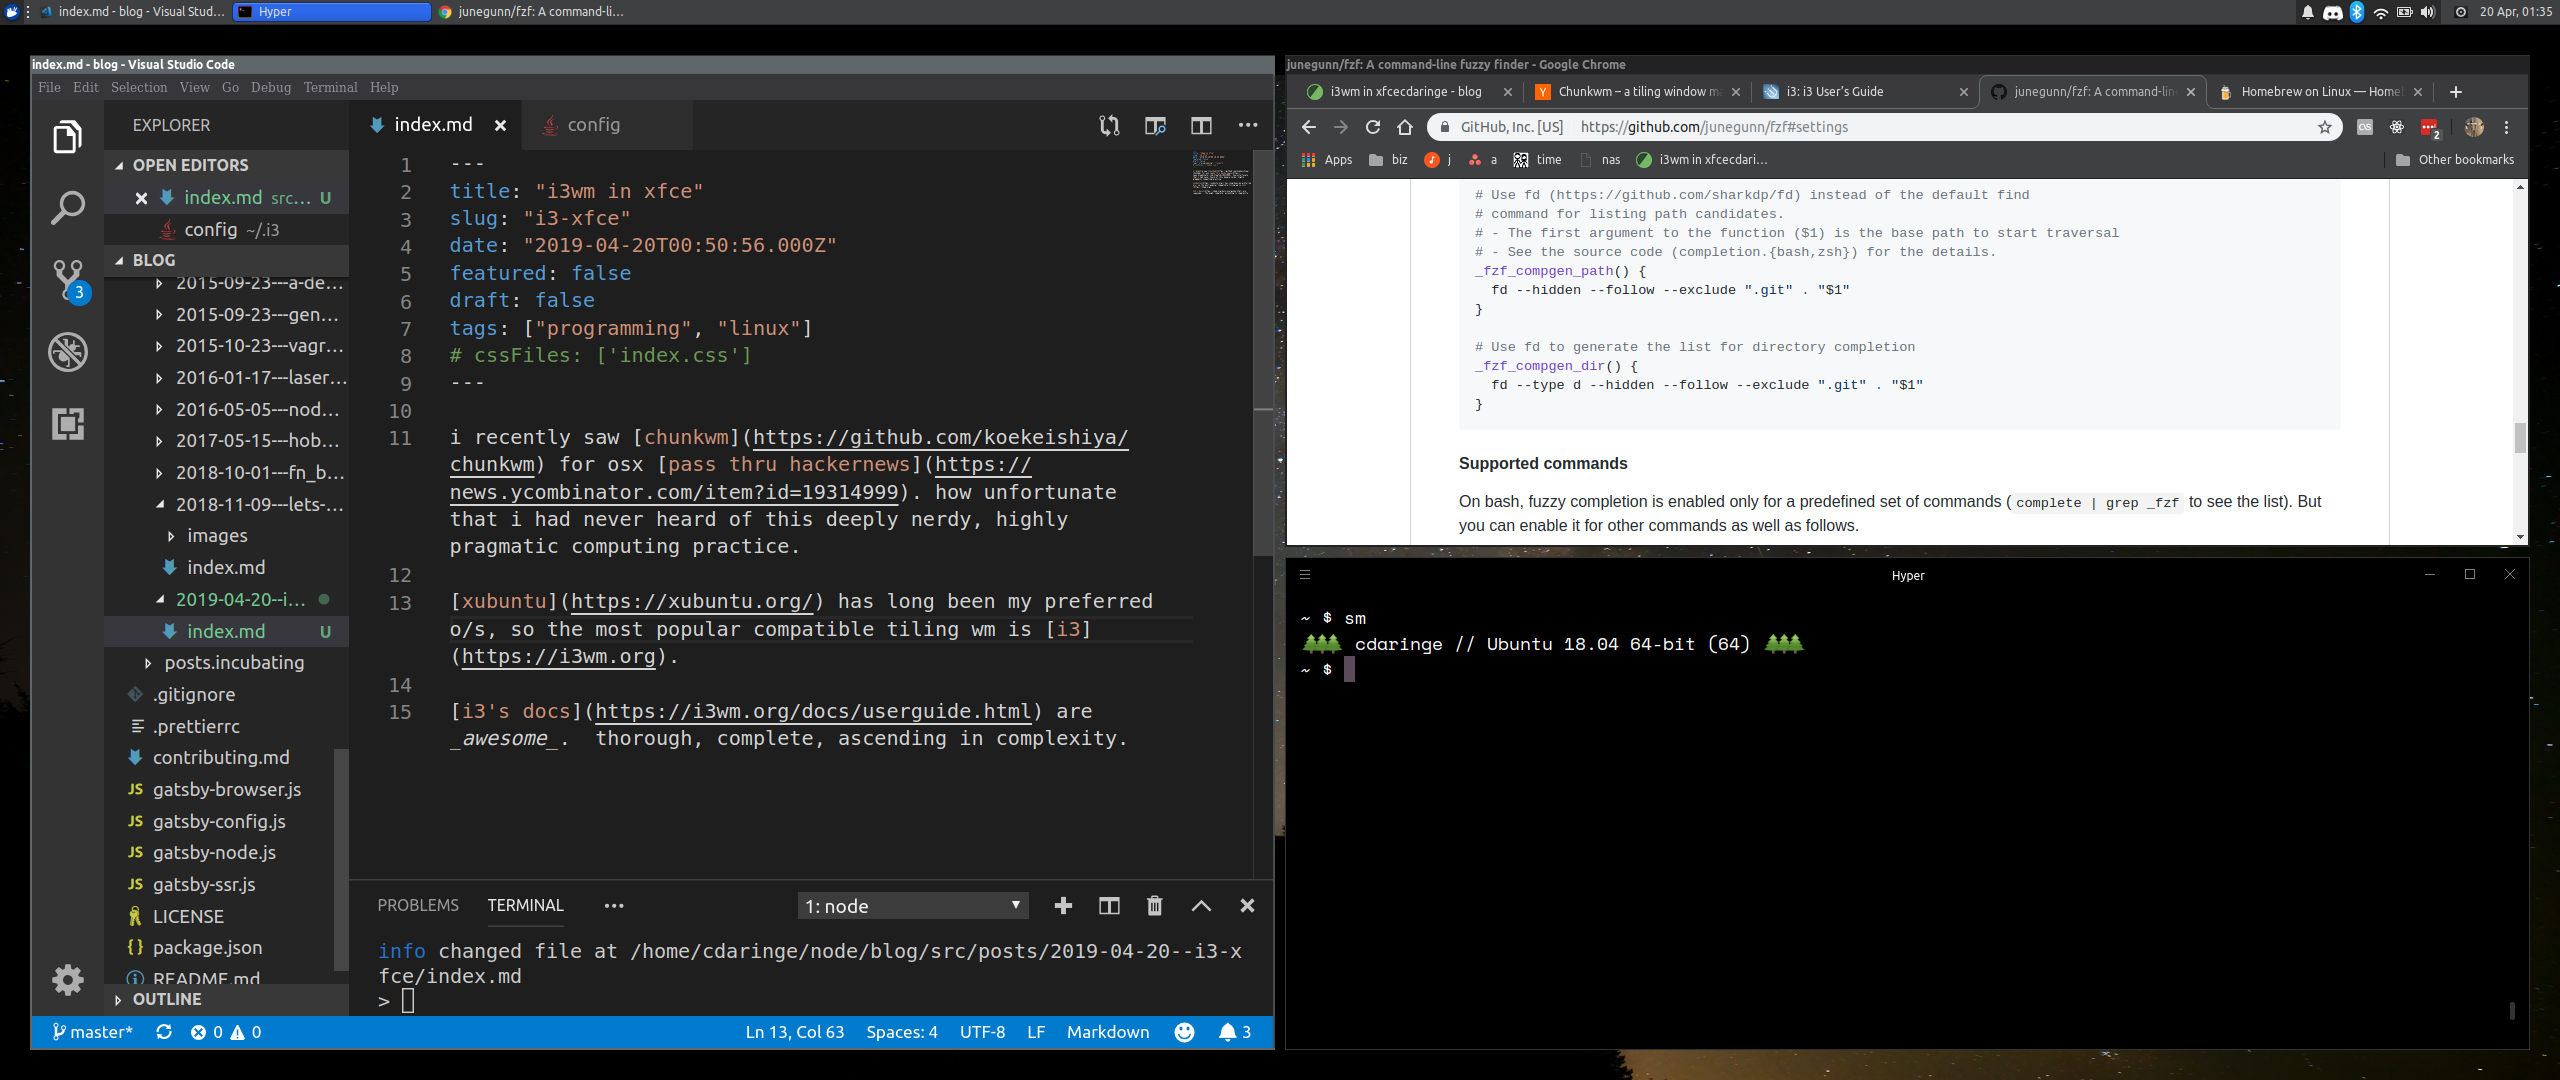 index.md - blog - Visual Stud...
Hyper
junegunn/fzf: A command-li...
20 Apr, 01:35
index.md - blog - Visual Studio Code
File Edit Selection View Go Debug Terminal Help
EXPLORER
OPEN EDITORS
index.md src... U
config ~/.i3
BLOG
2015-09-23---a-de...
2015-09-23---gen...
2015-10-23---vagr...
2016-01-17---laser...
2016-05-05---nod...
2017-05-15---hob...
2018-10-01---fn_b...
2018-11-09---lets-...
images
index.md
2019-04-20--i...
index.md U
posts.incubating
.gitignore
.prettierrc
contributing.md
JS gatsby-browser.js
JS gatsby-config.js
JS gatsby-node.js
JS gatsby-ssr.js
LICENSE
{} package.json
README.md
OUTLINE
3
index.md
config
1 ---
2 title: "i3wm in xfce"
3 slug: "i3-xfce"
4 date: "2019-04-20T00:50:56.000Z"
5 featured: false
6 draft: false
7 tags: ["programming", "linux"]
8 # cssFiles: ['index.css']
9 ---
10
11 i recently saw [chunkwm](https://github.com/koekeishiya/
chunkwm) for osx [pass thru hackernews](https://
news.ycombinator.com/item?id=19314999). how unfortunate
that i had never heard of this deeply nerdy, highly
pragmatic computing practice.
12
13 [xubuntu](https://xubuntu.org/) has long been my preferred
o/s, so the most popular compatible tiling wm is [i3]
(https://i3wm.org).
14
15 [i3's docs](https://i3wm.org/docs/userguide.html) are
_awesome_.  thorough, complete, ascending in complexity.
PROBLEMS TERMINAL ... 1: node
info changed file at /home/cdaringe/node/blog/src/posts/2019-04-20--i3-x
fce/index.md
>
master* 0 0 Ln 13, Col 63 Spaces: 4 UTF-8 LF Markdown 3
junegunn/fzf: A command-line fuzzy finder - Google Chrome
i3wm in xfcecdaringe - blog
Chunkwm – a tiling window m
i3: i3 User's Guide
junegunn/fzf: A command-lin
Homebrew on Linux — Home
GitHub, Inc. [US] https://github.com/junegunn/fzf#settings
2
Apps biz j a time nas i3wm in xfcecdari... Other bookmarks
# Use fd (https://github.com/sharkdp/fd) instead of the default find
# command for listing path candidates.
# - The first argument to the function ($1) is the base path to start traversal
# - See the source code (completion.{bash,zsh}) for the details.
_fzf_compgen_path() {
fd --hidden --follow --exclude ".git" . "$1"
}
# Use fd to generate the list for directory completion
_fzf_compgen_dir() {
fd --type d --hidden --follow --exclude ".git" . "$1"
}
Supported commands
On bash, fuzzy completion is enabled only for a predefined set of commands ( complete | grep _fzf to see the list). But
you can enable it for other commands as well as follows.
Hyper
~ $ sm
cdaringe // Ubuntu 18.04 64-bit (64)
~ $